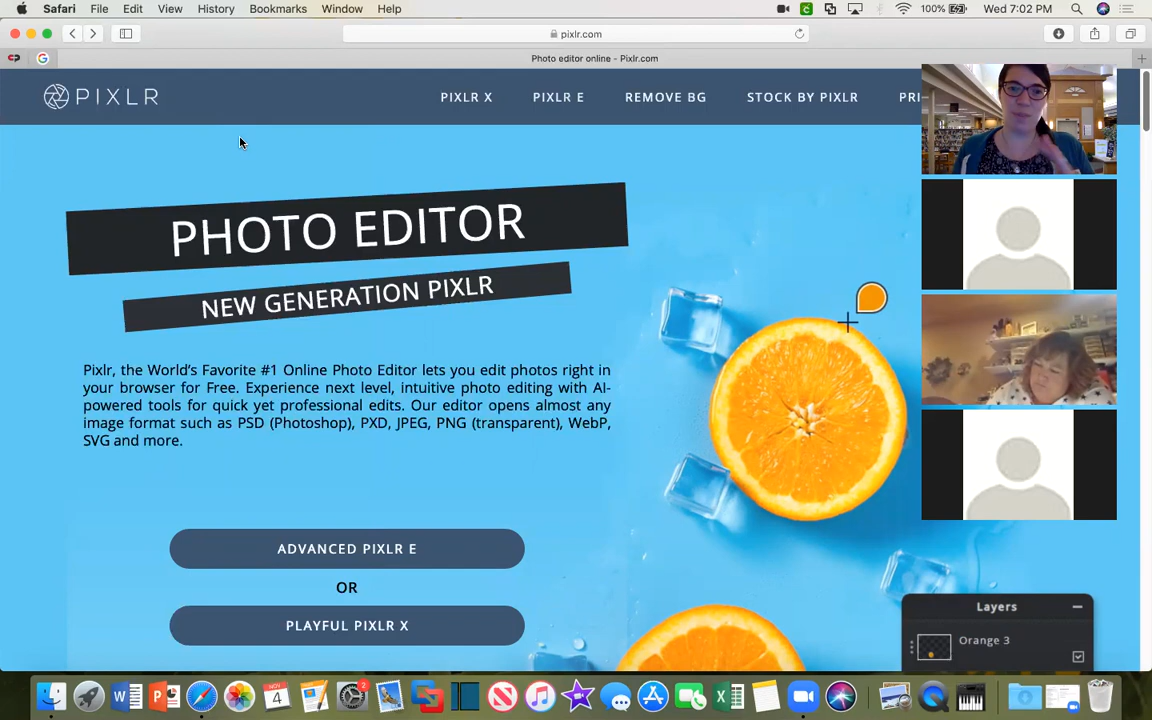 Safari File Edit View History Bookmarks Window Help 100% Wed 7:02 PM
pixlr.com
Photo editor online - Pixlr.com
PIXLR PIXLR X PIXLR E REMOVE BG STOCK BY PIXLR PRI
PHOTO EDITOR
NEW GENERATION PIXLR
Pixlr, the World's Favorite #1 Online Photo Editor lets you edit photos right in
your browser for Free. Experience next level, intuitive photo editing with AI-
powered tools for quick yet professional edits. Our editor opens almost any
image format such as PSD (Photoshop), PXD, JPEG, PNG (transparent), WebP,
SVG and more.
ADVANCED PIXLR E
OR
PLAYFUL PIXLR X
Layers
Orange 3
NOV
4
2